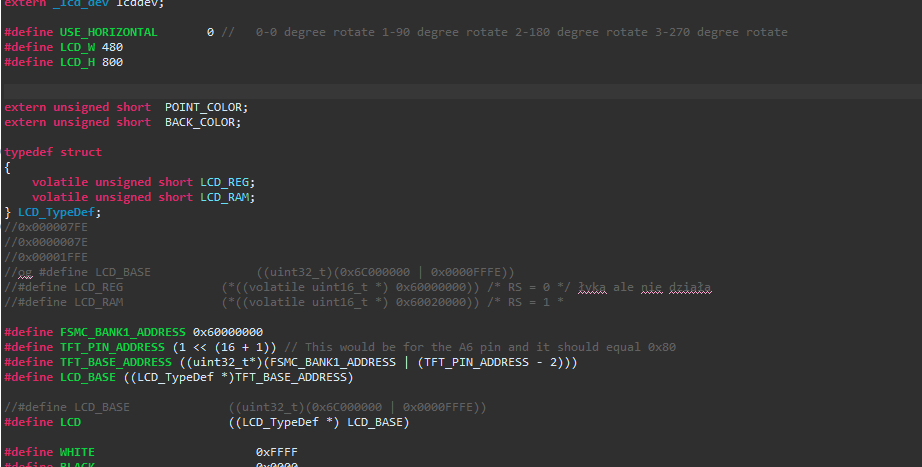 extern _lcd_dev lcddev;
#define USE_HORIZONTAL 0 // 0-0 degree rotate 1-90 degree rotate 2-180 degree rotate 3-270 degree rotate
#define LCD_W 480
#define LCD_H 800
extern unsigned short POINT_COLOR;
extern unsigned short BACK_COLOR;
typedef struct
{
volatile unsigned short LCD_REG;
volatile unsigned short LCD_RAM;
} LCD_TypeDef;
//0x000007FE
//0x0000007E
//0x00001FFE
//og #define LCD_BASE ((uint32_t)(0x6C000000 | 0x0000FFFE))
//#define LCD_REG (*((volatile uint16_t *) 0x60000000)) /* RS = 0 */ łyka ale nie działa
//#define LCD_RAM (*((volatile uint16_t *) 0x60020000)) /* RS = 1 *
#define FSMC_BANK1_ADDRESS 0x60000000
#define TFT_PIN_ADDRESS (1 << (16 + 1)) // This would be for the A6 pin and it should equal 0x80
#define TFT_BASE_ADDRESS ((uint32_t*)(FSMC_BANK1_ADDRESS | (TFT_PIN_ADDRESS - 2)))
#define LCD_BASE ((LCD_TypeDef *)TFT_BASE_ADDRESS)
//#define LCD_BASE ((uint32_t)(0x6C000000 | 0x0000FFFE))
#define LCD ((LCD_TypeDef *) LCD_BASE)
#define WHITE 0xFFFF
#define BLACK 0x0000